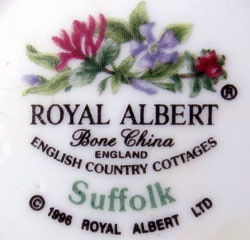 ROYAL ALBERT ®
Bone China
ENGLAND
ENGLISH COUNTRY COTTAGES
Suffolk
© 1996 ROYAL ALBERT LTD